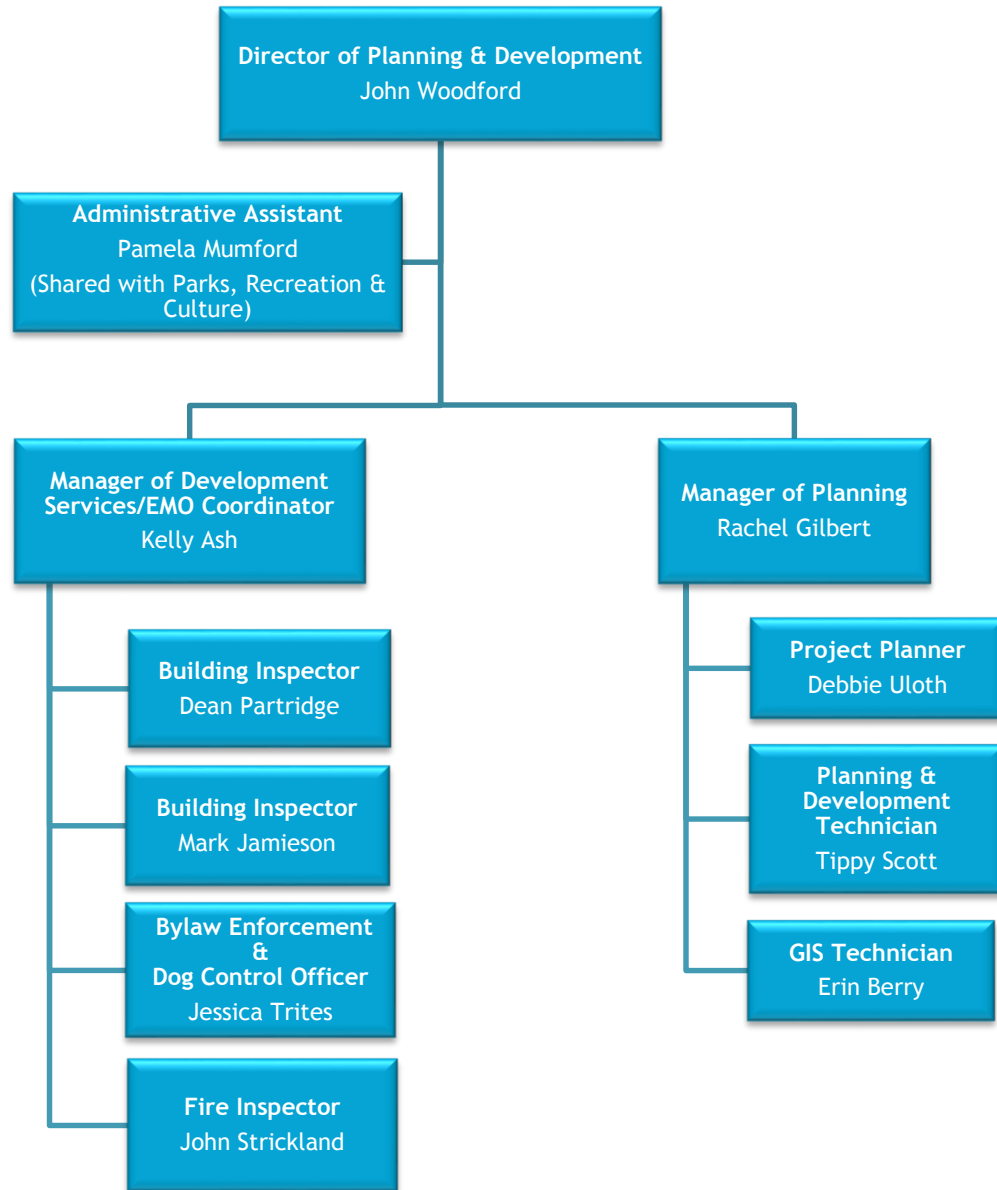 Director of Planning & Development
John Woodford
Administrative Assistant
Pamela Mumford
(Shared with Parks, Recreation &
Culture)
Manager of Development
Services/EMO Coordinator
Kelly Ash
Building Inspector
Dean Partridge
Building Inspector
Mark Jamieson
Bylaw Enforcement
&
Dog Control Officer
Jessica Trites
Fire Inspector
John Strickland
Manager of Planning
Rachel Gilbert
Project Planner
Debbie Uloth
Planning &
Development
Technician
Tippy Scott
GIS Technician
Erin Berry